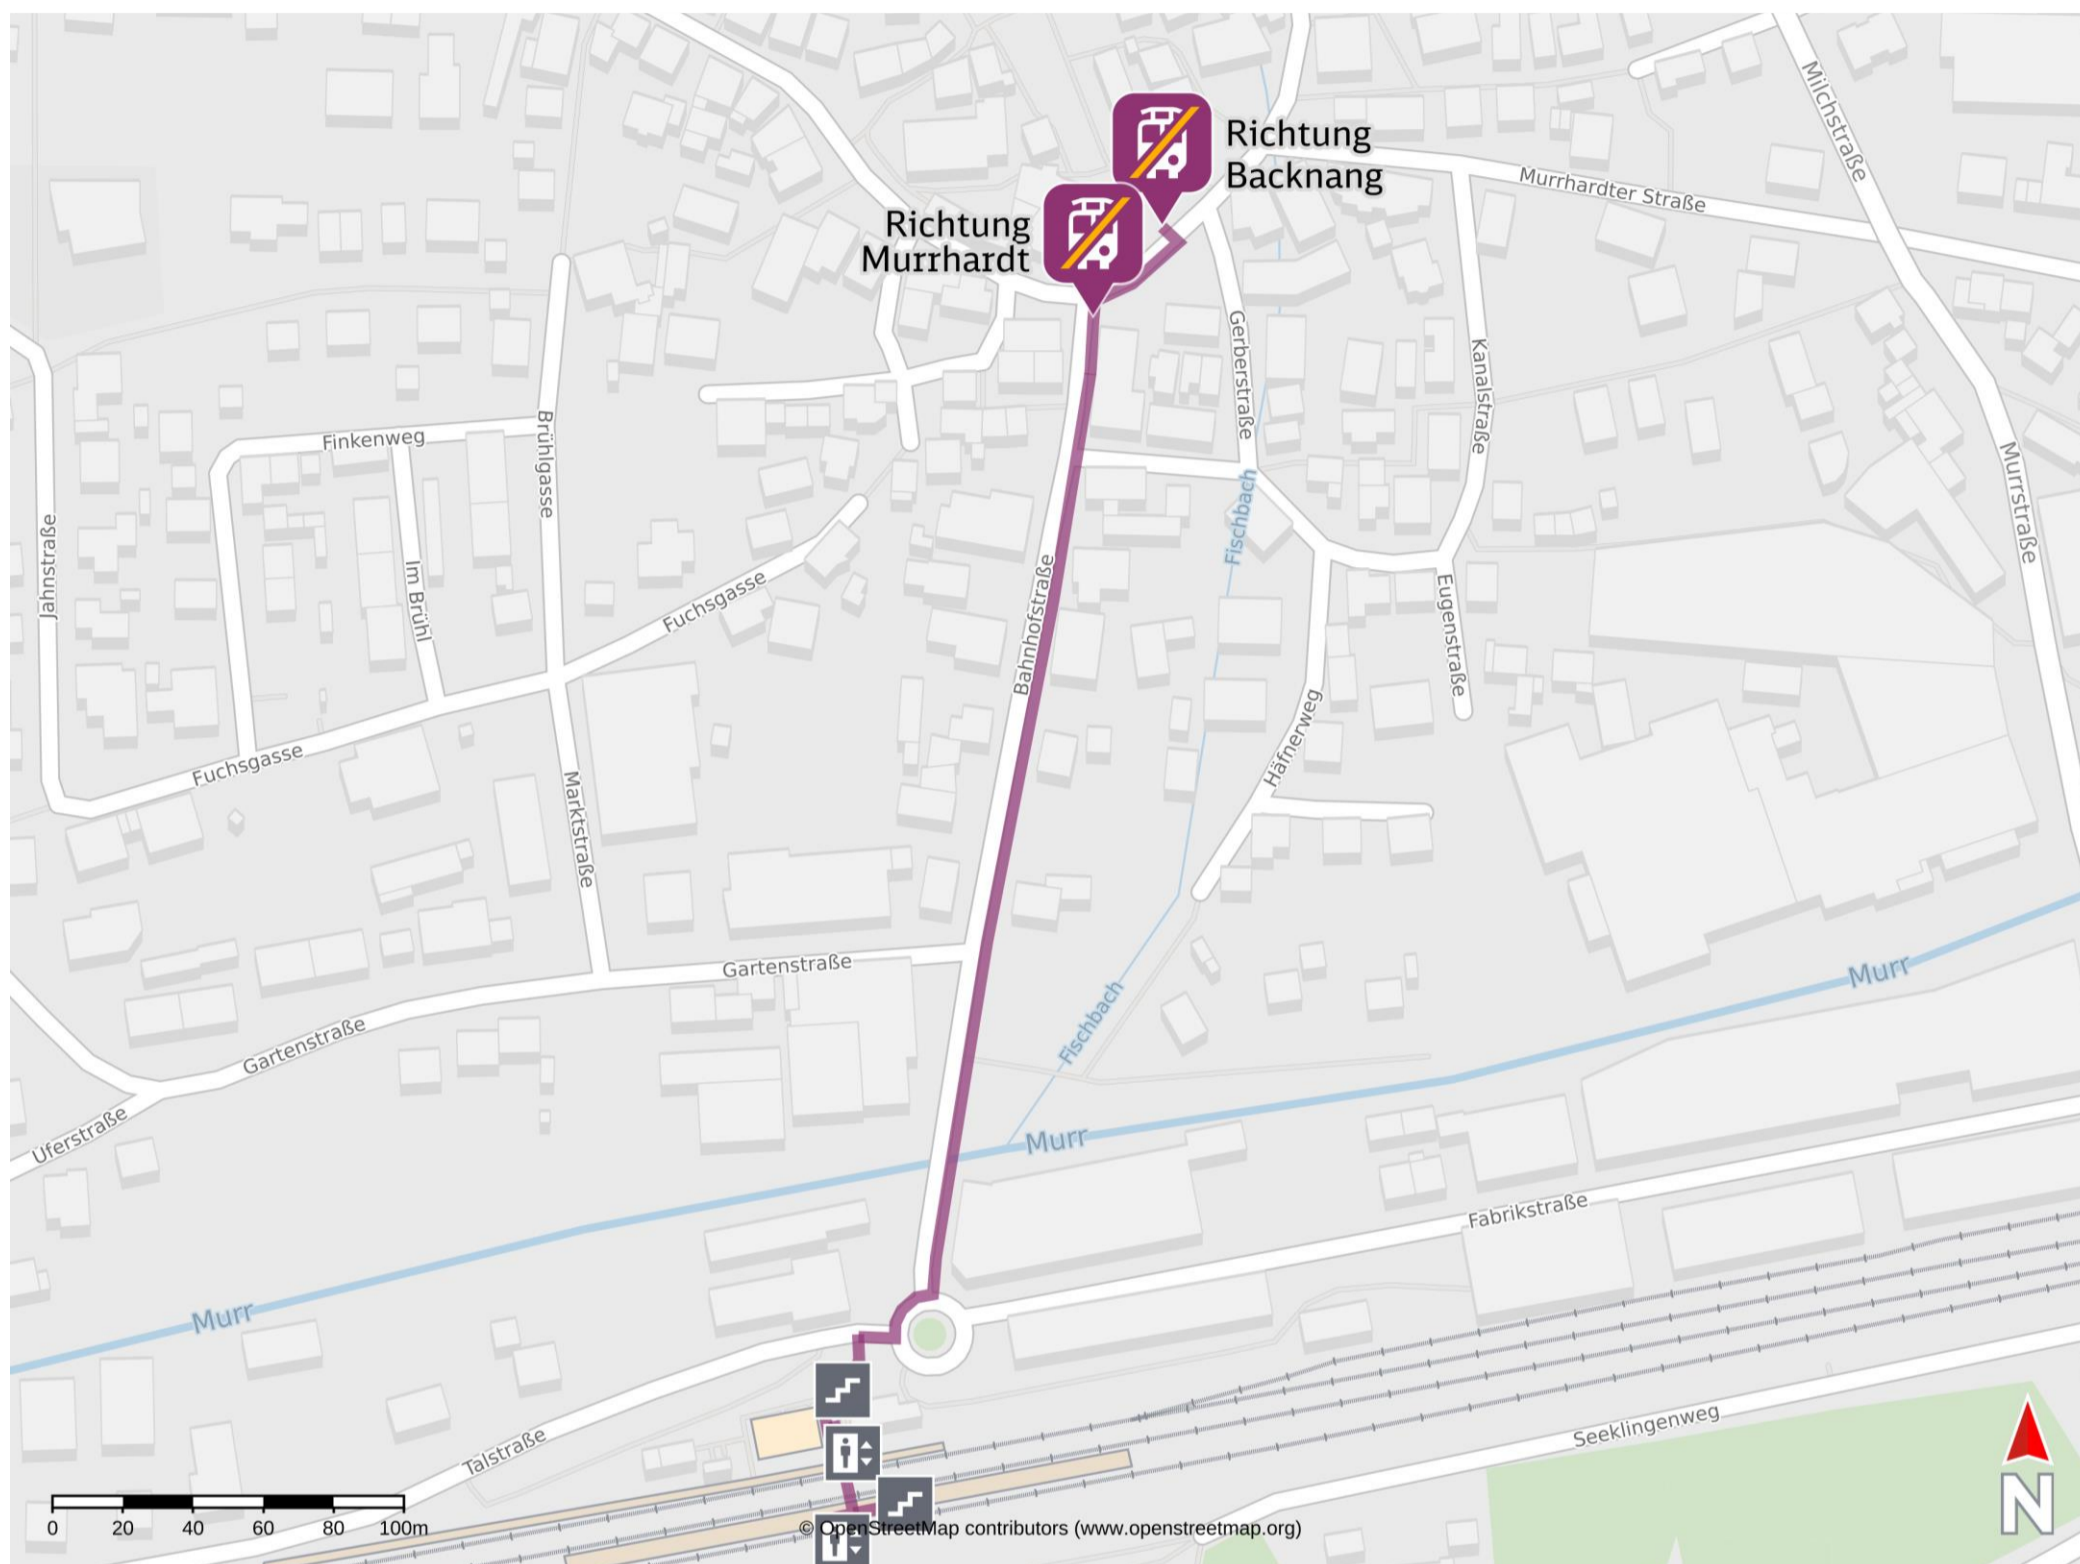 Milchstraße
Richtung
Backnang
Murrhardter Straße
Richtung
Murrhardt
Gerberstraße
Kanalstraße
Finkenweg
Brühlgasse
Murrstraße
Fischbach
Jahnstraße
Im Brühl
Fuchsgasse
Bahnhofstraße
Eugenstraße
Häfnerweg
Fuchsgasse
Marktstraße
Gartenstraße
Murr
Fischbach
Gartenstraße
Uferstraße
Murr
Fabrikstraße
Murr
Talstraße
Seeklingenweg
0 20 40 60 80 100m
© OpenStreetMap contributors (www.openstreetmap.org)
N